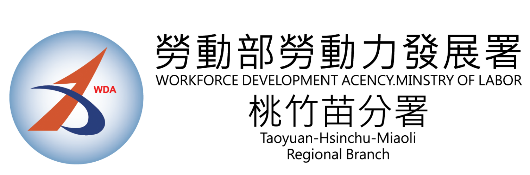 WDA
勞動部勞動力發展署
WORKFORCE DEVELOPMENT ACENCY.MINSTRY OF LABOR
桃竹苗分署
Taoyuan-Hsinchu-Miaoli
Regional Branch